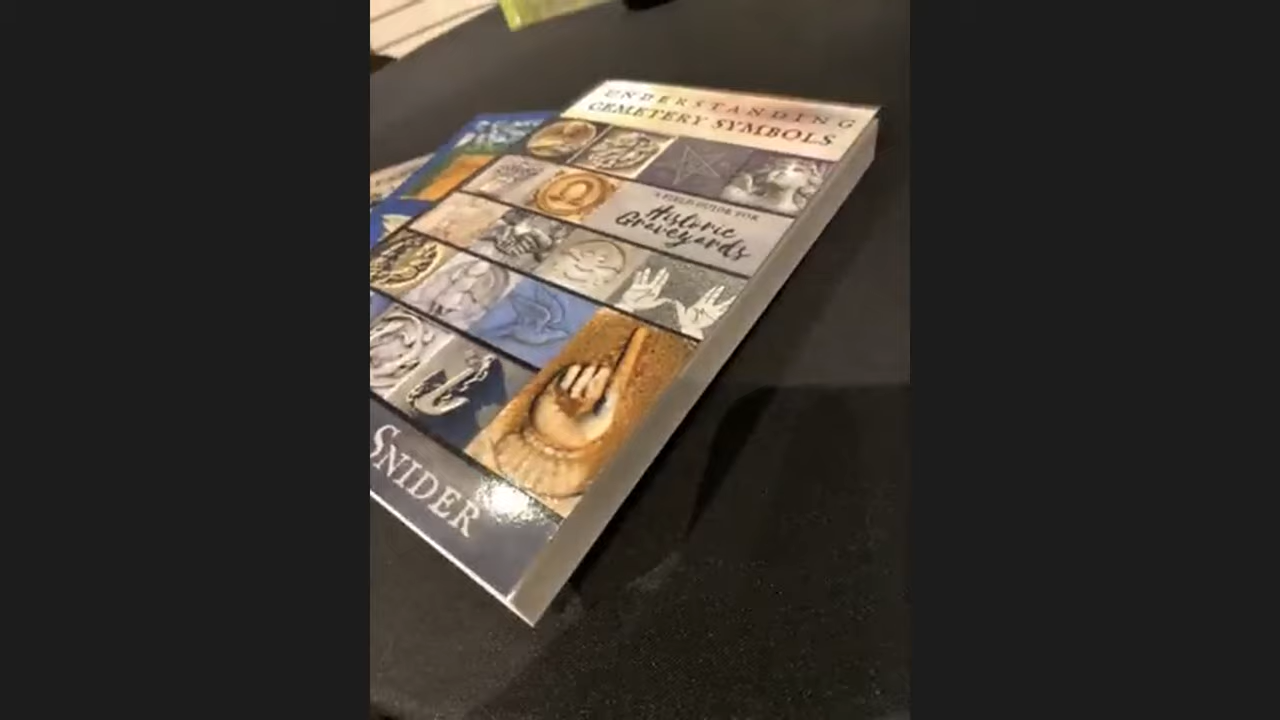 UNDERSTANDING
CEMETERY SYMBOLS
A FIELD GUIDE FOR
Historic
Graveyards
SNIDER